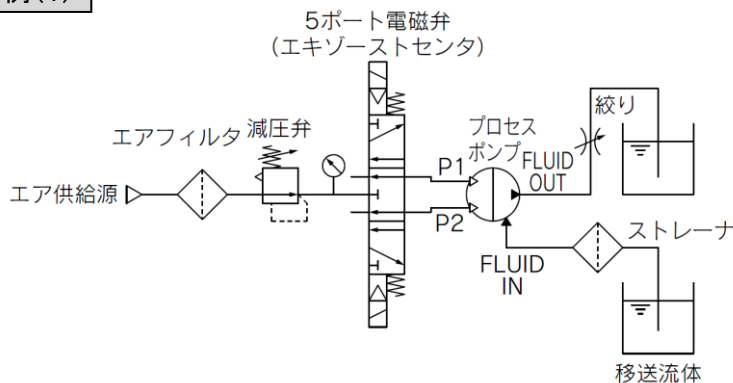 5ポート電磁弁
(エキゾーストセンタ)
エアフィルタ
減圧弁
プロセス
ポンプ
絞り
エア供給源
P1
P2
FLUID
OUT
FLUID
IN
ストレーナ
移送流体